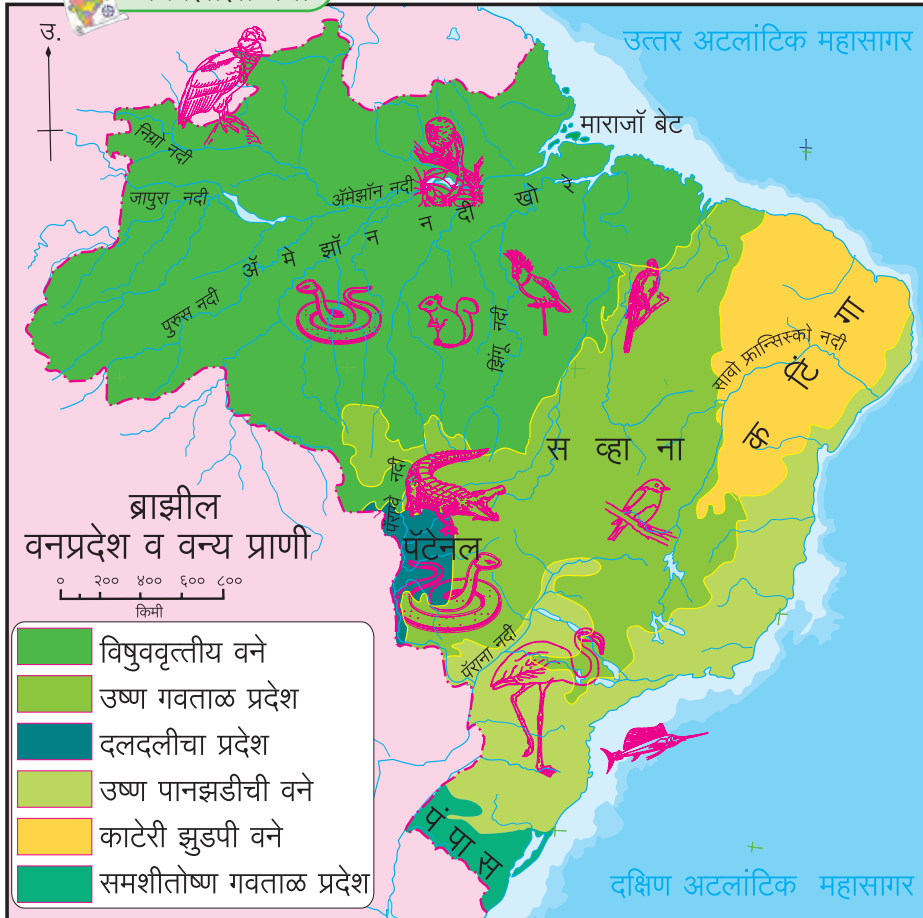 उ.
उत्तर अटलांटिक महासागर
माराजॉ बेट
निग्रो नदी
जापुरा नदी
ॲमेझॉन नदी
ॲमेझॉन नदी खोरे
पुरुस नदी
झिंगू नदी
साओ फ्रान्सिस्को नदी
कॅटिंगा
सव्हाना
पॅराग्वे नदी
पॅटेनल
पॅराना नदी
ब्राझील
वनप्रदेश व वन्य प्राणी
० २०० ४०० ६०० ८००
किमी
विषुववृत्तीय वने
उष्ण गवताळ प्रदेश
दलदलीचा प्रदेश
उष्ण पानझडीची वने
काटेरी झुडपी वने
समशीतोष्ण गवताळ प्रदेश
पंपास
दक्षिण अटलांटिक महासागर